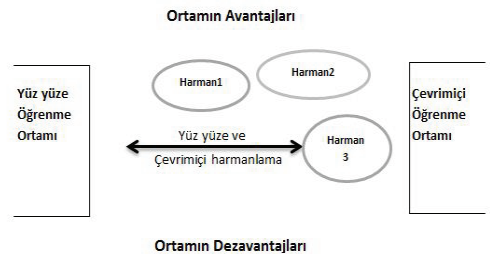 Ortamın Avantajları
Yüz yüze
Öğrenme
Ortamı
Harman1
Harman2
Yüz yüze ve
Çevrimiçi harmanlama
Harman
3
Çevrimiçi
Öğrenme
Ortamı
Ortamın Dezavantajları